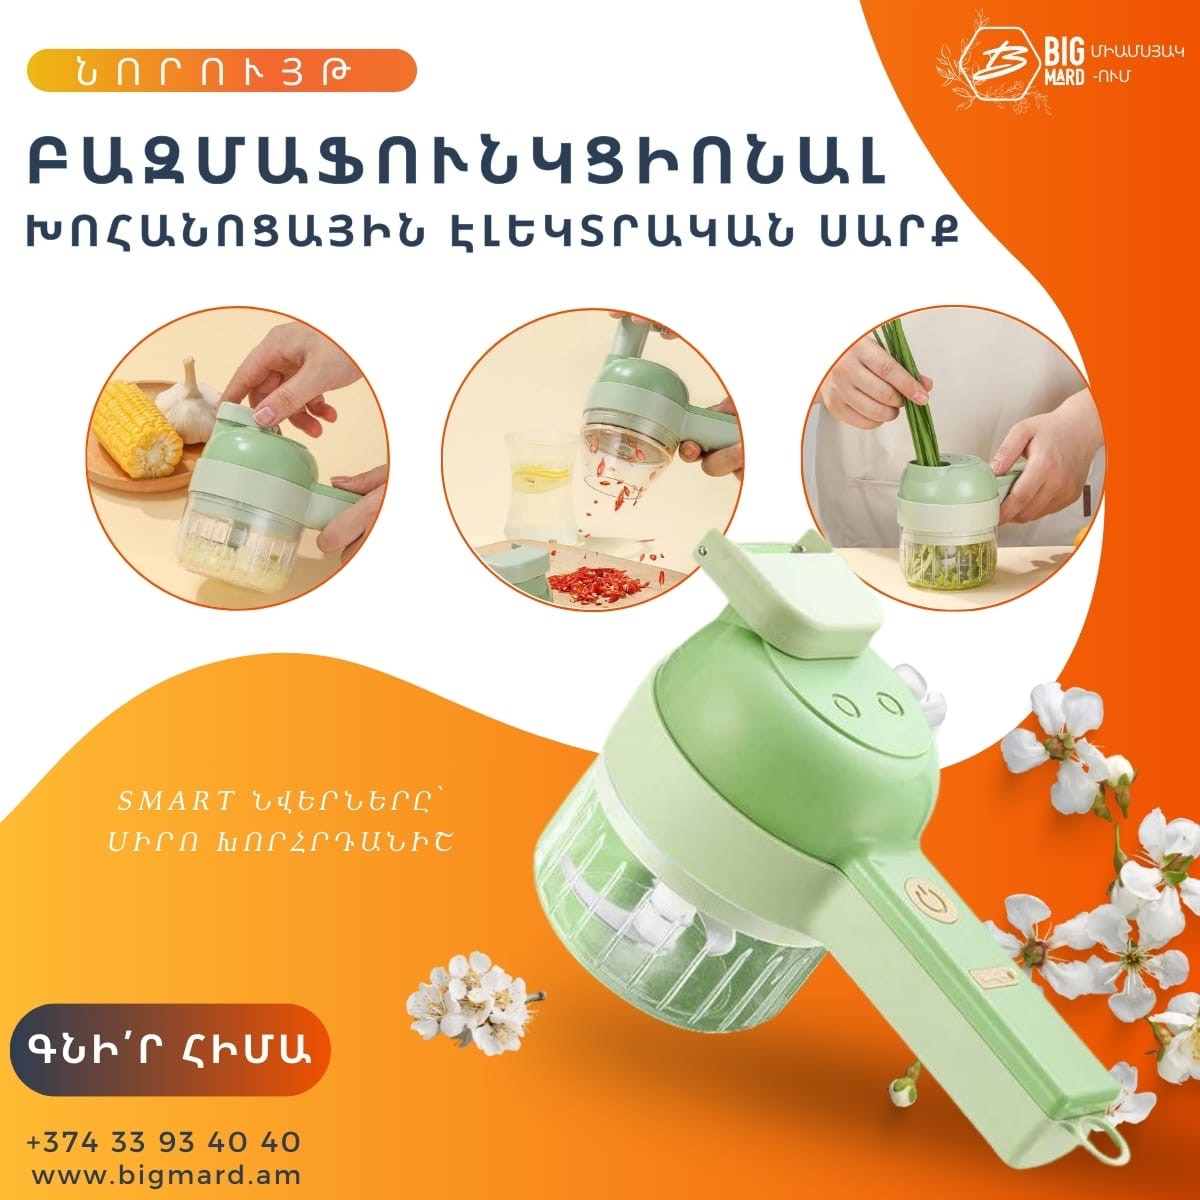 ՆՈՐՈՒՅԹ
BIG
MARD
ՄԻԱՄՍՅԱԿ
-ՈՒՄ
ԲԱԶՄԱՖՈՒՆԿՑԻՈՆԱԼ
ԽՈՀԱՆՈՑԱՅԻՆ ԷԼԵԿՏՐԱԿԱՆ ՍԱՐՔ
SMART ՆՎԵՐՆԵՐԸ՝
ՍԻՐՈ ԽՈՐՀՐԴԱՆԻՇ
ԳՆԻ՛Ր ՀԻՄԱ
+374 33 93 40 40
www.bigmard.am